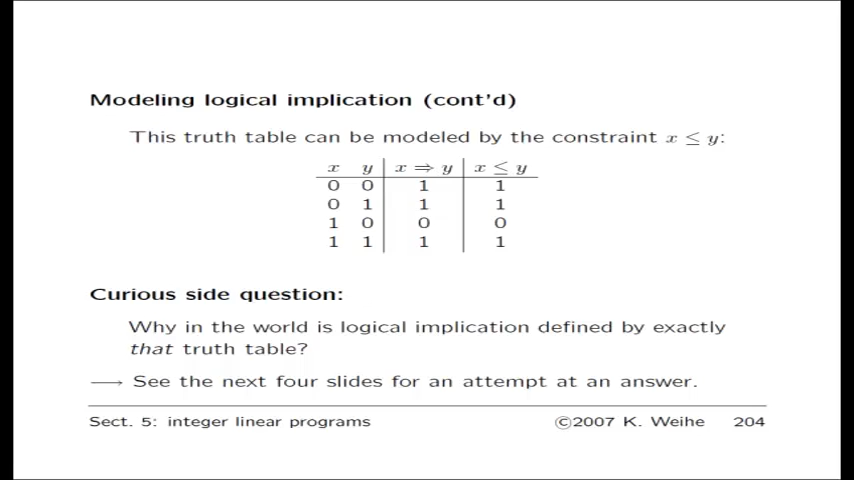 Modeling logical implication (cont'd)
This truth table can be modeled by the constraint x ≤ y:
x y x ⇒ y x ≤ y
0 0 1 1
0 1 1 1
1 0 0 0
1 1 1 1
Curious side question:
Why in the world is logical implication defined by exactly
that truth table?
⟶ See the next four slides for an attempt at an answer.
Sect. 5: integer linear programs ©2007 K. Weihe 204